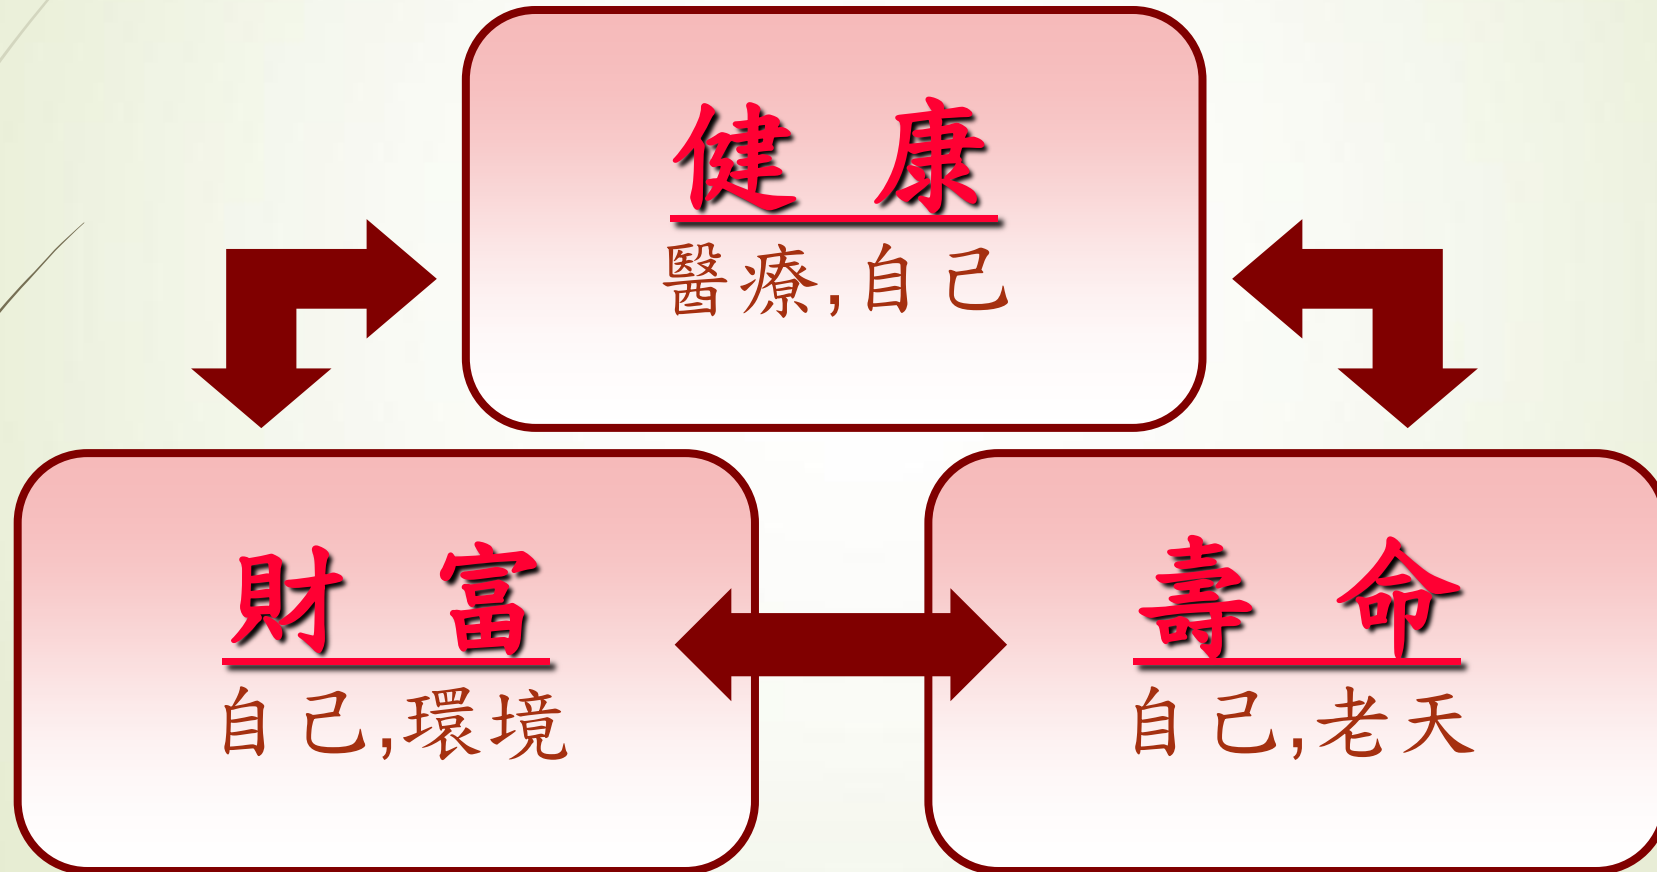 健 康
醫療,自己
財 富
自己,環境
壽 命
自己,老天